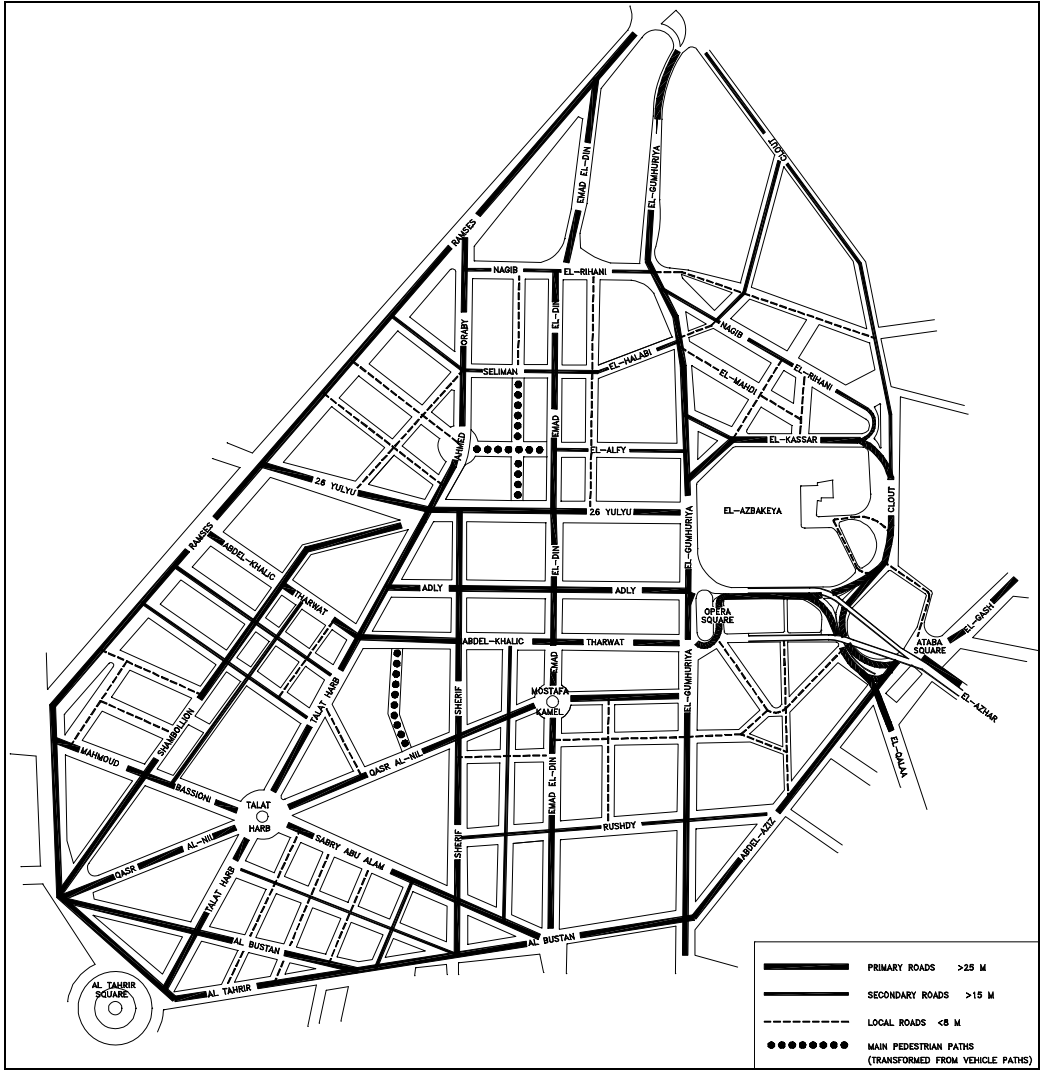 CLOUT
EMAD EL-DIN
EL-GUMHURIYA
RAMSES
NAGIB
EL-RIHANI
ORABY
EL-DIN
NAGIB
EL-HALABI
SELIMAN
EL-MAHDI
EL-RIHANI
EMAD
AHMED
EL-ALFY
EL-KASSAR
26 YULYU
26 YULYU
EL-AZBAKEYA
CLOUT
RAMSES
EL-GUMHURIYA
ABDEL-KHALIC
EL-DIN
ADLY
ADLY
THARWAT
OPERA
SQUARE
EL-QASH
ABDEL-KHALIC
THARWAT
ATABA
SQUARE
EMAD
SHERIF
EL-GUMHURIYA
TALAT HARB
MOSTAFA
KAMEL
EL-AZHAR
SHAMBOLLION
MAHMOUD
QASR AL-NIL
EL-QALAA
BASSIONI
EMAD EL-DIN
TALAT
HARB
RUSHDY
QASR
AL-NIL
SABRY ABU ALAM
SHERIF
ABDEL-AZIZ
TALAT HARB
AL BUSTAN
AL BUSTAN
AL TAHRIR
SQUARE
AL TAHRIR
PRIMARY ROADS >25 M
SECONDARY ROADS >15 M
LOCAL ROADS <8 M
MAIN PEDESTRIAN PATHS
(TRANSFORMED FROM VEHICLE PATHS)